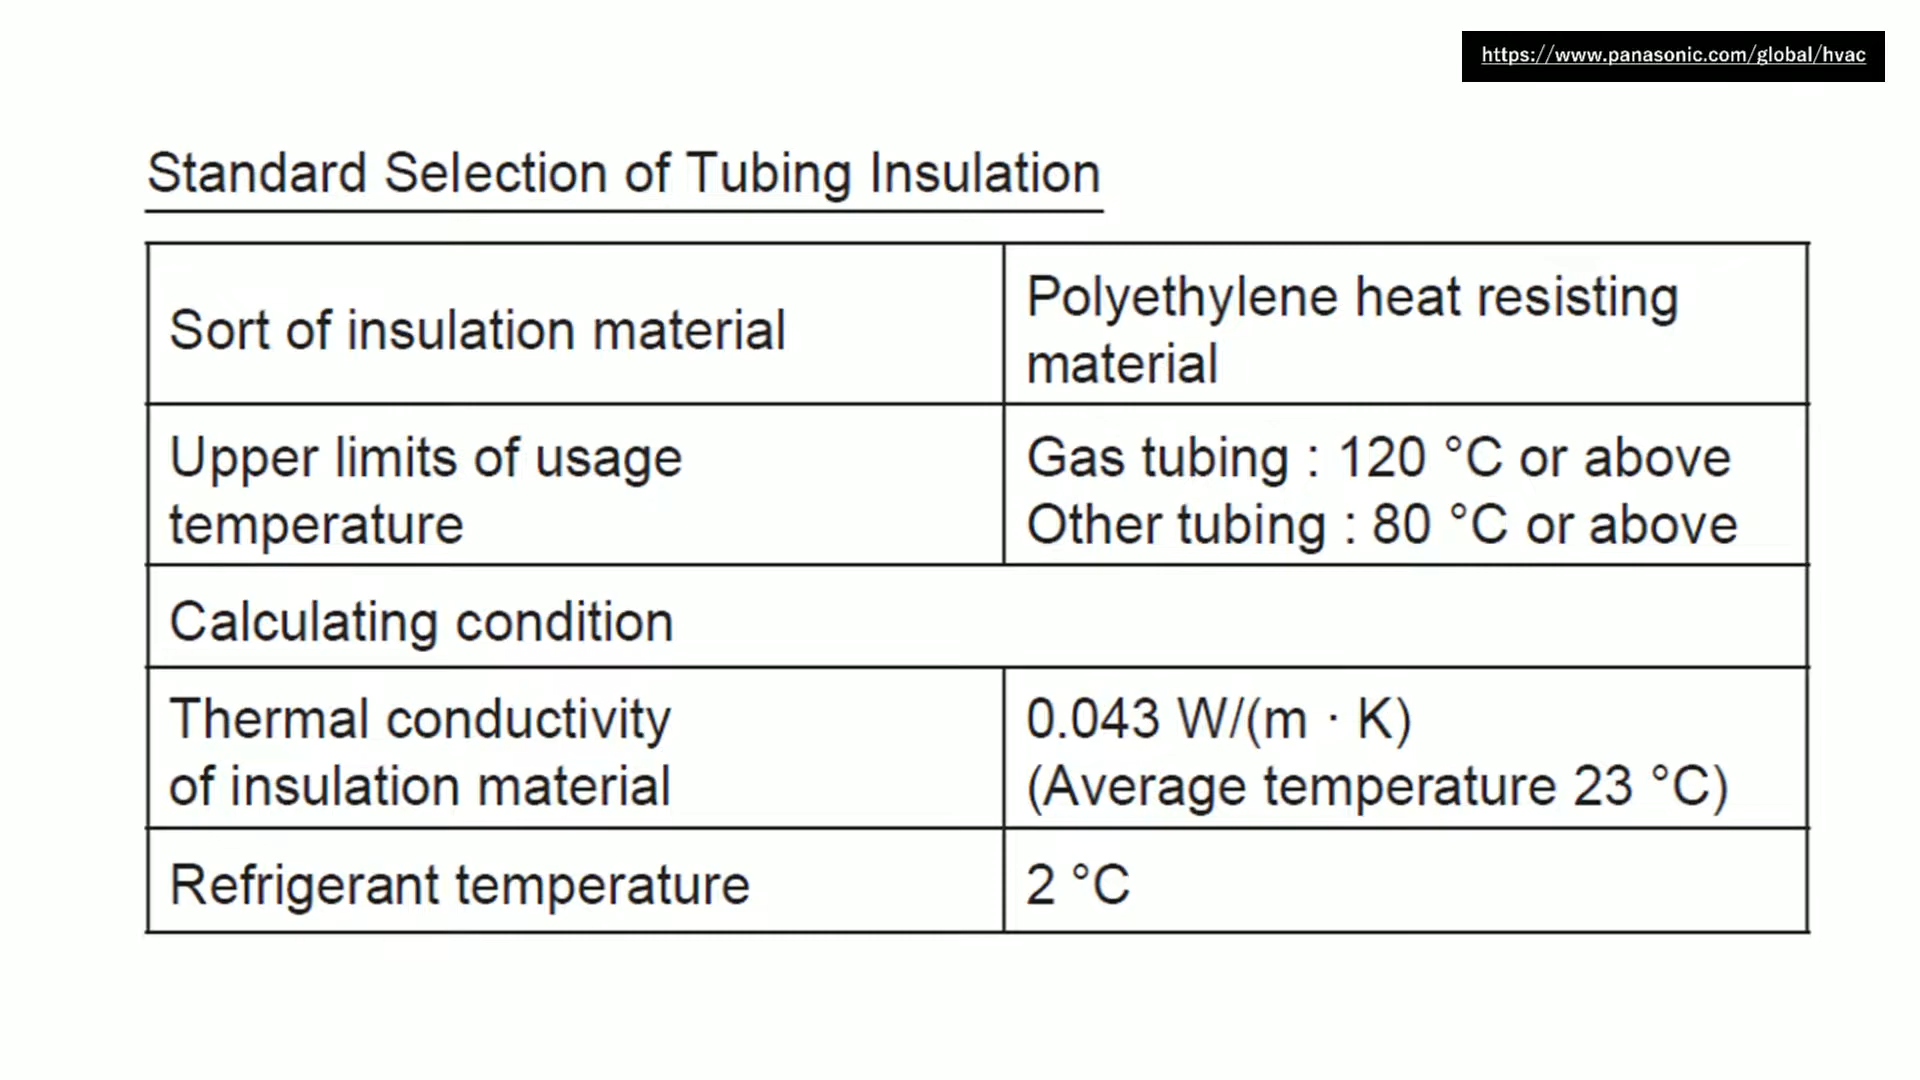 https://www.panasonic.com/global/hvac
Standard Selection of Tubing Insulation
Sort of insulation material
Polyethylene heat resisting
material
Upper limits of usage
temperature
Gas tubing : 120 °C or above
Other tubing : 80 °C or above
Calculating condition
Thermal conductivity
of insulation material
0.043 W/(m · K)
(Average temperature 23 °C)
Refrigerant temperature
2 °C